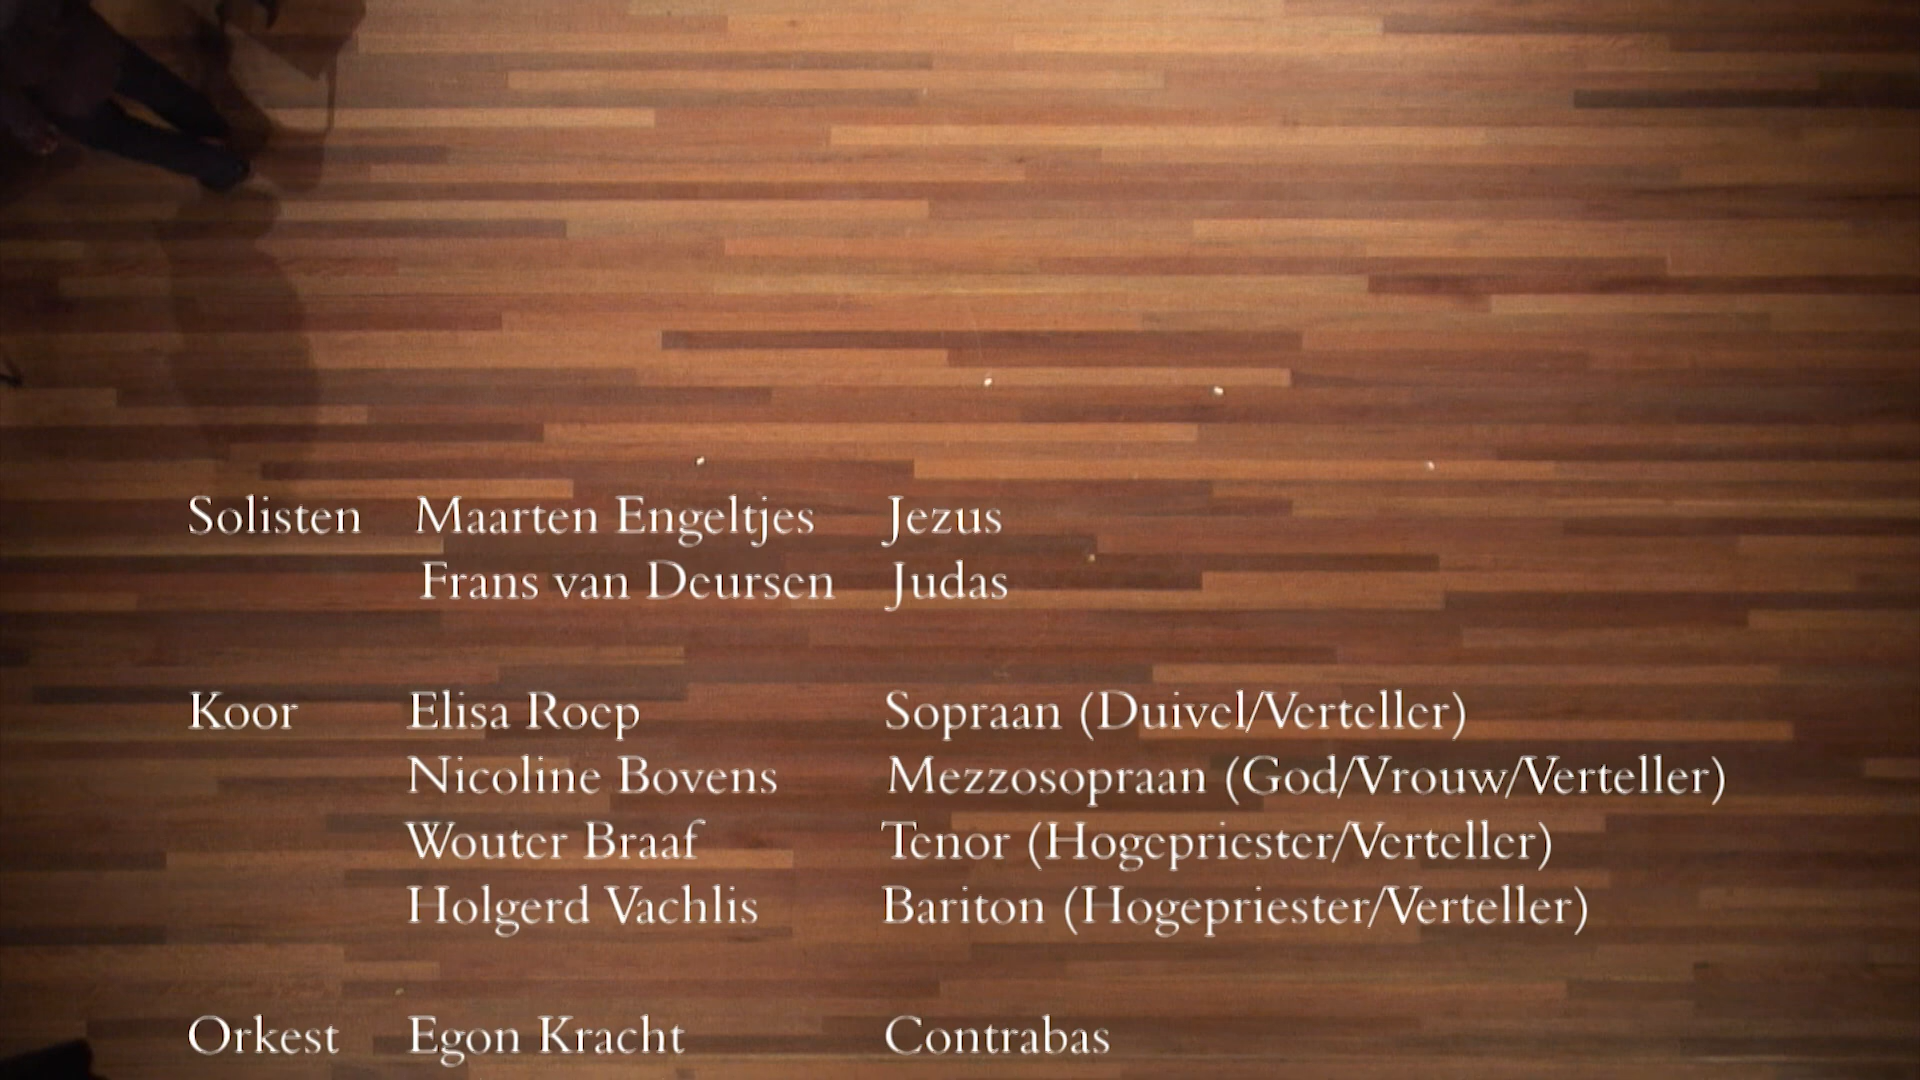 Solisten Maarten Engeltjes Jezus
Frans van Deursen Judas
Koor Elisa Roep Sopraan (Duivel/Verteller)
Nicoline Bovens Mezzosopraan (God/Vrouw/Verteller)
Wouter Braaf Tenor (Hogepriester/Verteller)
Holgerd Vachlis Bariton (Hogepriester/Verteller)
Orkest Egon Kracht Contrabas